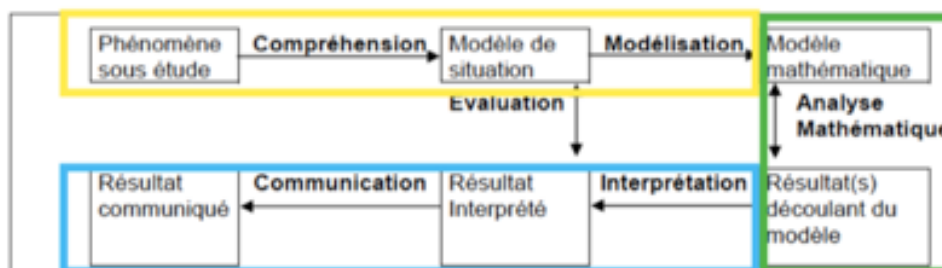 Phénomène sous étude
Compréhension
Modèle de situation
Modélisation
Modèle mathématique
Evaluation
Analyse Mathématique
Résultat communiqué
Communication
Résultat Interprété
Interprétation
Résultat(s) découlant du modèle